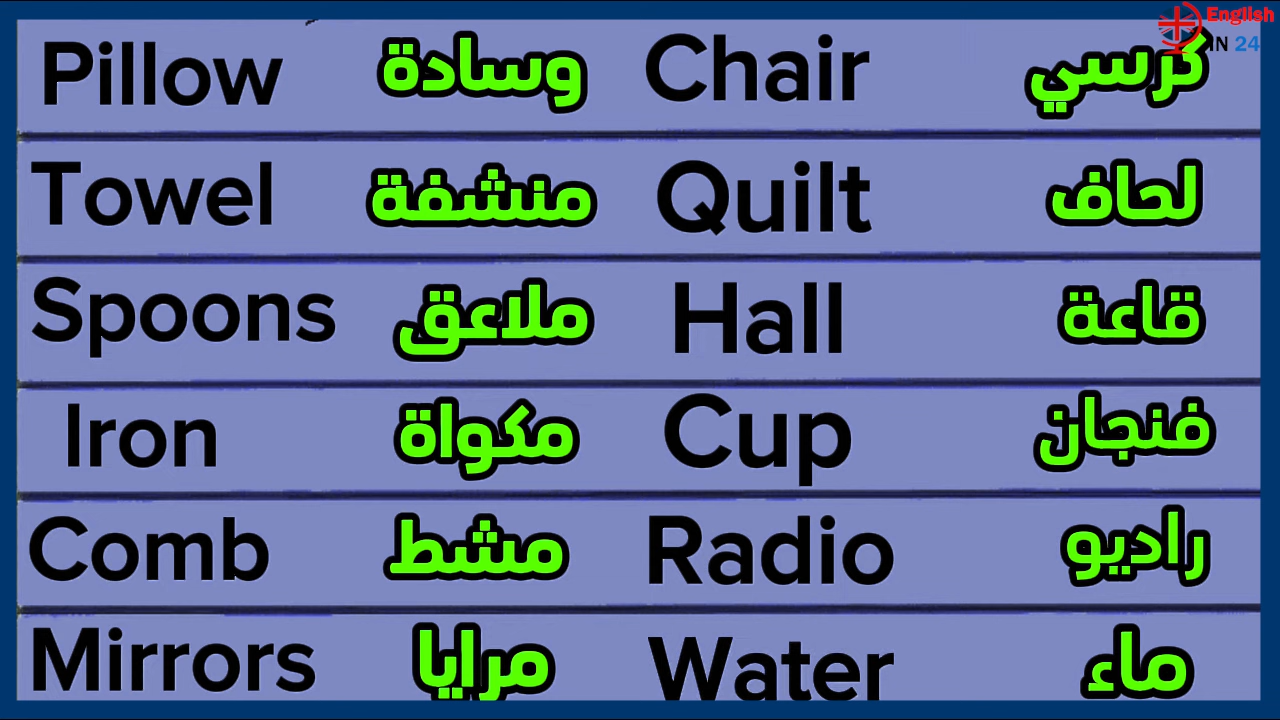 English
IN 24
Pillow وسادة Chair كرسي
Towel منشفة Quilt لحاف
Spoons ملاعق Hall قاعة
Iron مكواة Cup فنجان
Comb مشط Radio راديو
Mirrors مرايا Water ماء